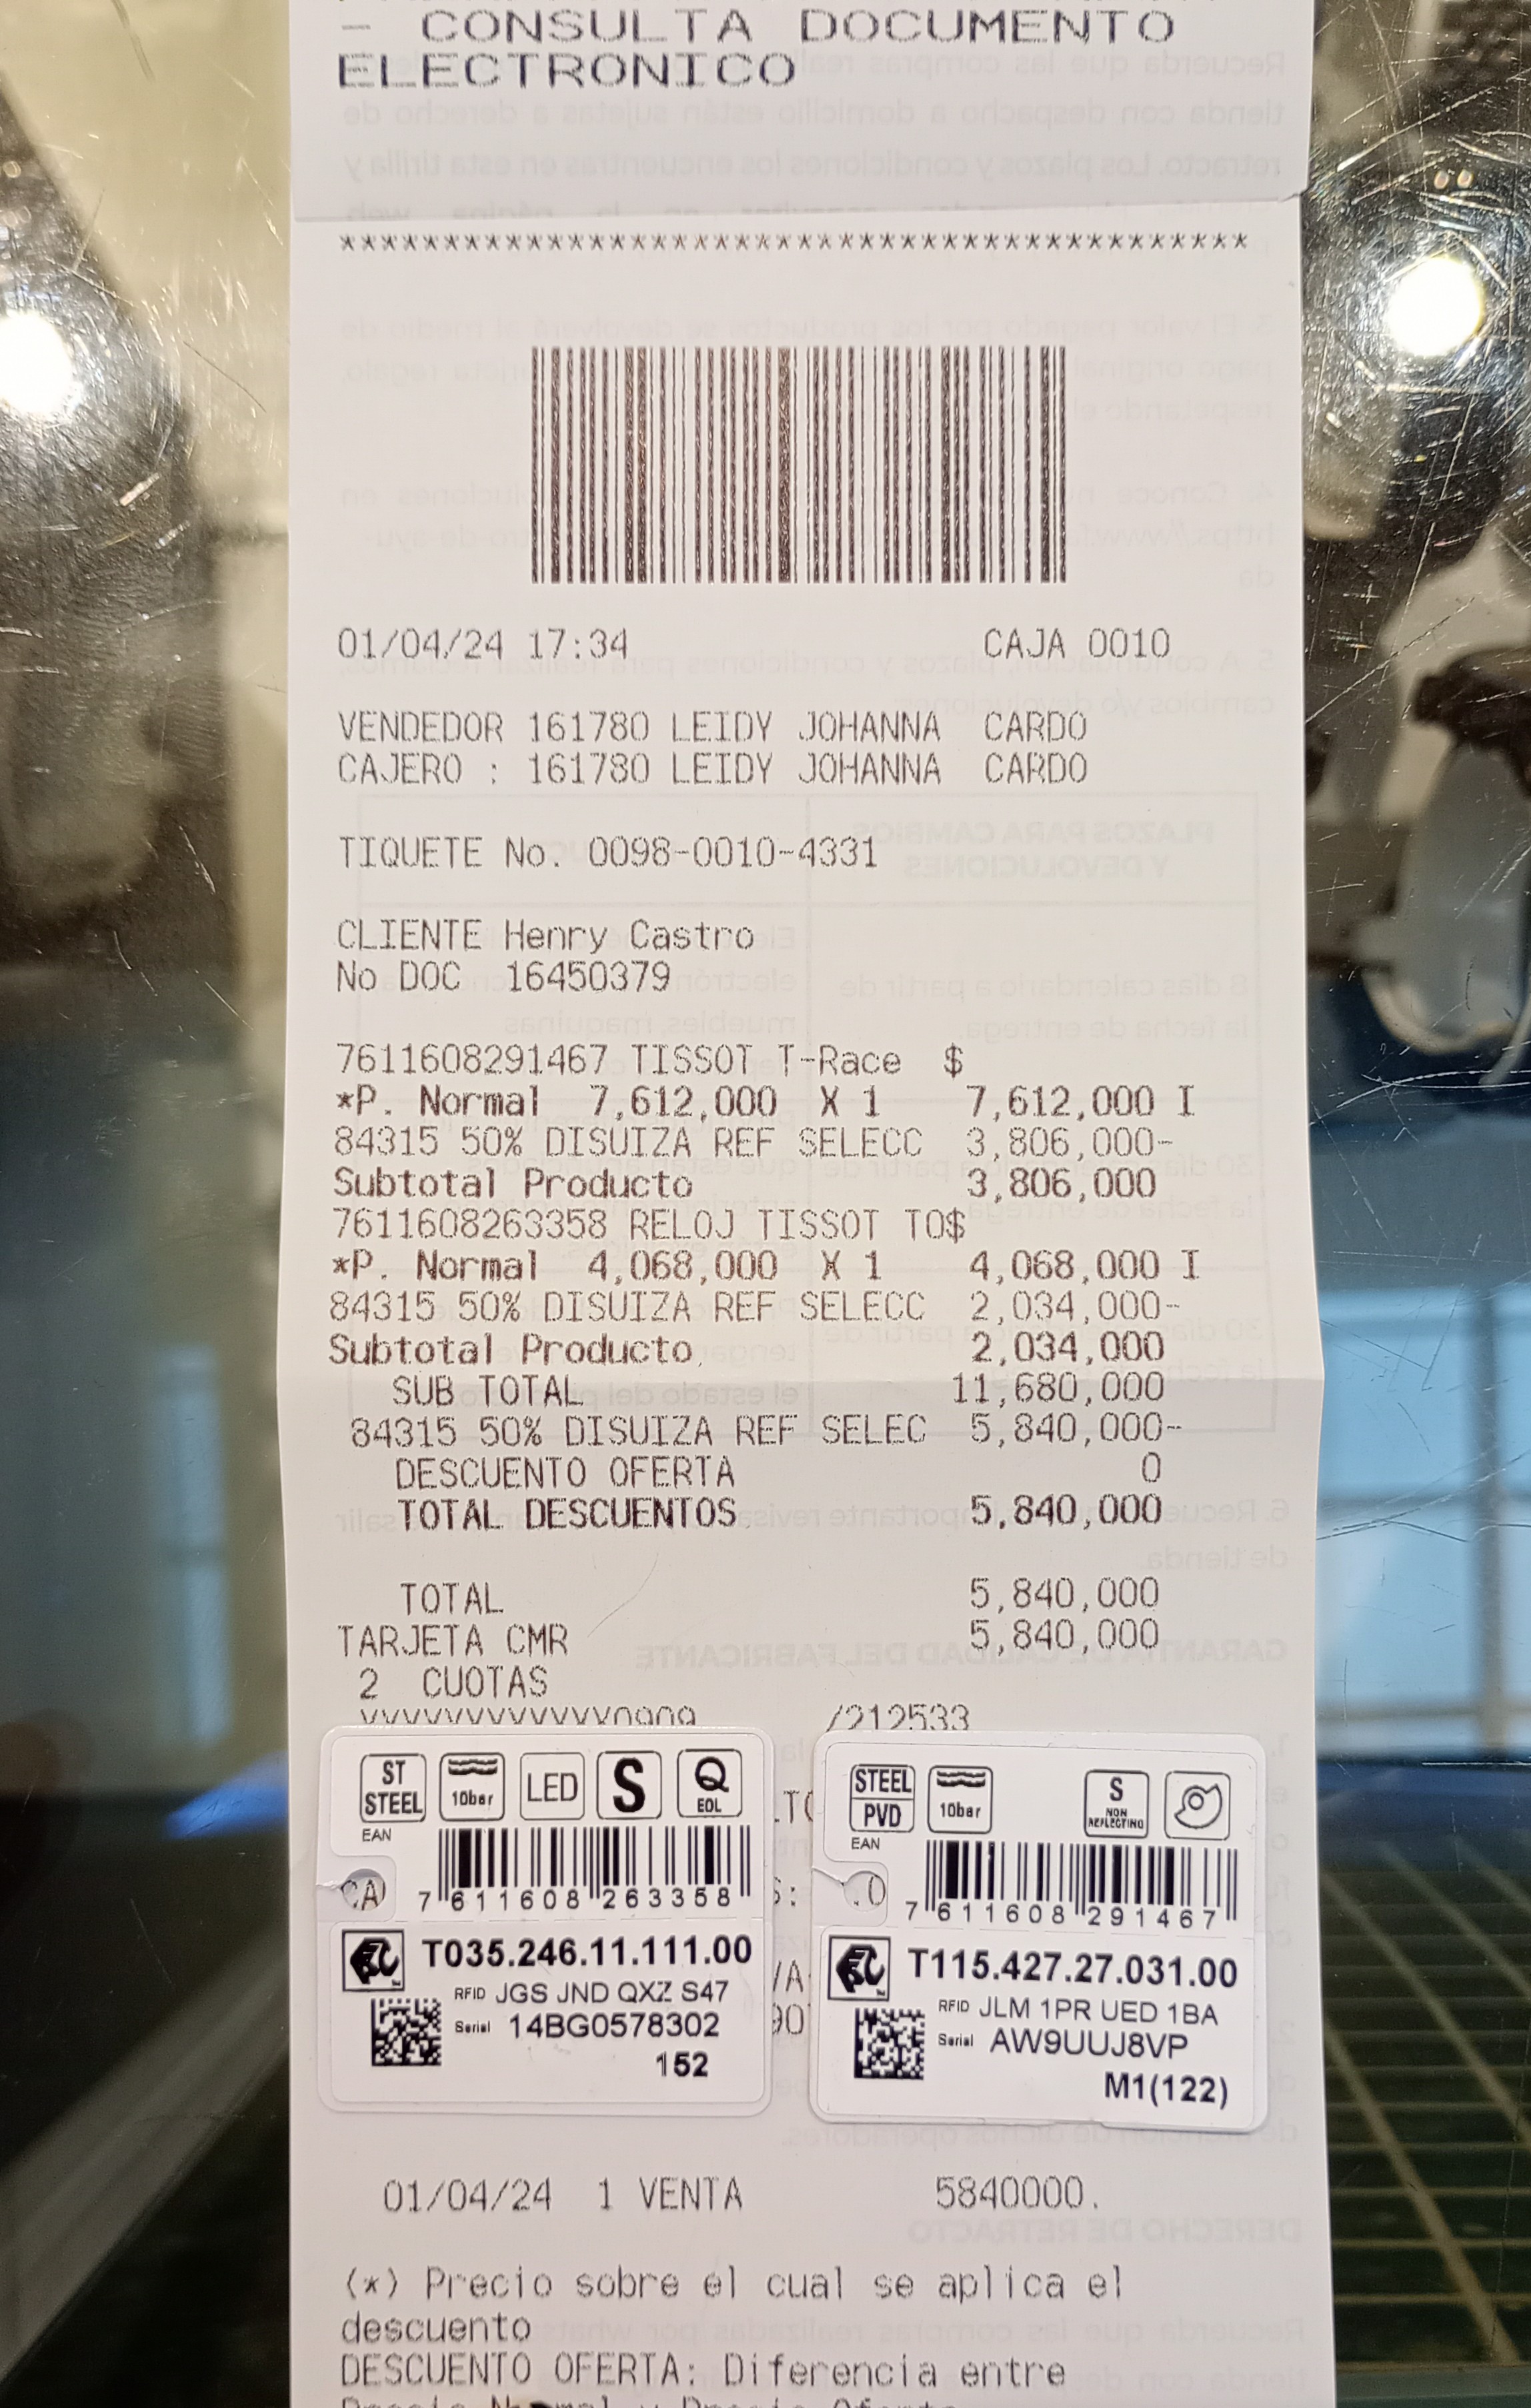 - CONSULTA DOCUMENTO
ELECTRONICO
********************************************
01/04/24 17:34 CAJA 0010
VENDEDOR 161780 LEIDY JOHANNA CARDO
CAJERO : 161780 LEIDY JOHANNA CARDO
TIQUETE No. 0098-0010-4331
CLIENTE Henry Castro
No DOC 16450379
7611608291467 TISSOT T-Race $
*P. Normal 7,612,000 X 1 7,612,000 I
84315 50% DISUIZA REF SELECC 3,806,000-
Subtotal Producto 3,806,000
7611608263358 RELOJ TISSOT TO$
*P. Normal 4,068,000 X 1 4,068,000 I
84315 50% DISUIZA REF SELECC 2,034,000-
Subtotal Producto 2,034,000
SUB TOTAL 11,680,000
84315 50% DISUIZA REF SELEC 5,840,000-
DESCUENTO OFERTA 0
TOTAL DESCUENTOS 5,840,000
TOTAL 5,840,000
TARJETA CMR 5,840,000
2 CUOTAS
/212533
ST STEEL
10bar
LED
S
Q EOL
EAN
7 611608 263358
T035.246.11.111.00
RFID JGS JND QXZ S47
Serial 14BG0578302
152
STEEL PVD
10bar
S NON REFLECTING
EAN
7 611608 291467
T115.427.27.031.00
RFID JLM 1PR UED 1BA
Serial AW9UUJ8VP
M1(122)
01/04/24 1 VENTA 5840000.
(*) Precio sobre el cual se aplica el
descuento
DESCUENTO OFERTA: Diferencia entre